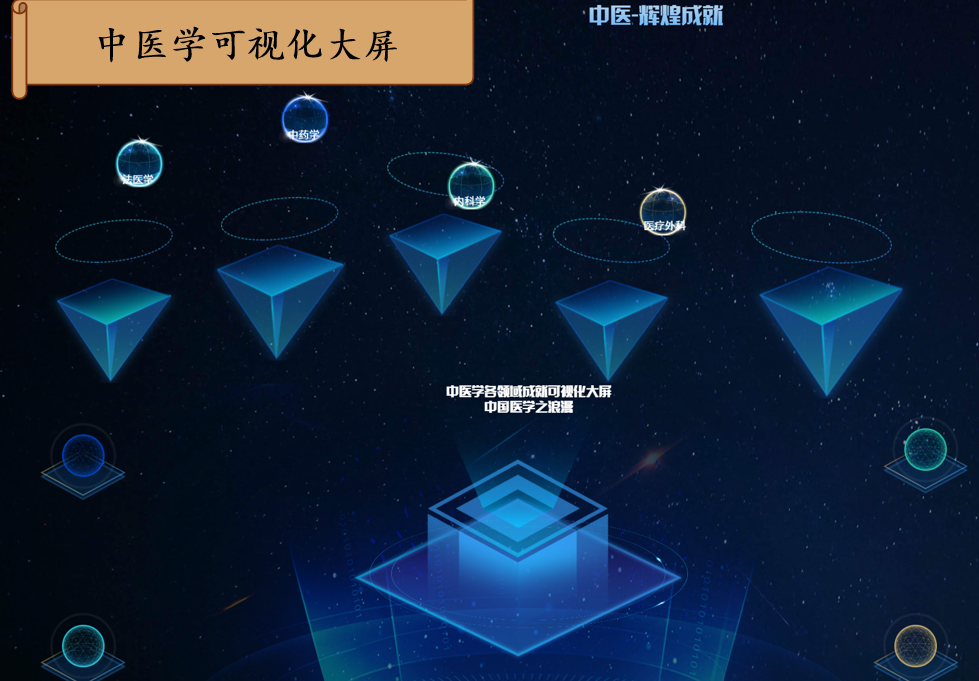 中医学可视化大屏
中医-辉煌成就
中药学
法医学
内科学
医疗外科
中医学各领域成就可视化大屏
中国医学之浪漫